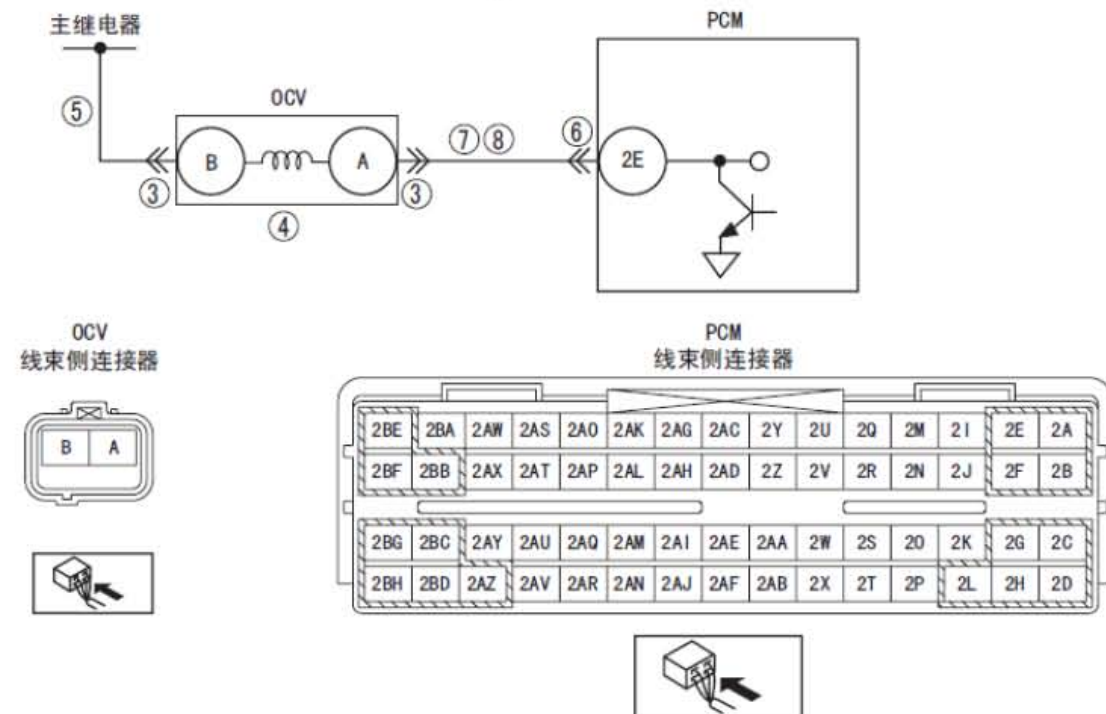 主继电器
PCM
⑤
OCV
⑦⑧
⑥
B
A
2E
③
③
④
OCV
线束侧连接器
PCM
线束侧连接器
B A
2BE 2BA 2AW 2AS 2AO 2AK 2AG 2AC 2Y 2U 2Q 2M 2I 2E 2A
2BF 2BB 2AX 2AT 2AP 2AL 2AH 2AD 2Z 2V 2R 2N 2J 2F 2B
2BG 2BC 2AY 2AU 2AQ 2AM 2AI 2AE 2AA 2W 2S 2O 2K 2G 2C
2BH 2BD 2AZ 2AV 2AR 2AN 2AJ 2AF 2AB 2X 2T 2P 2L 2H 2D